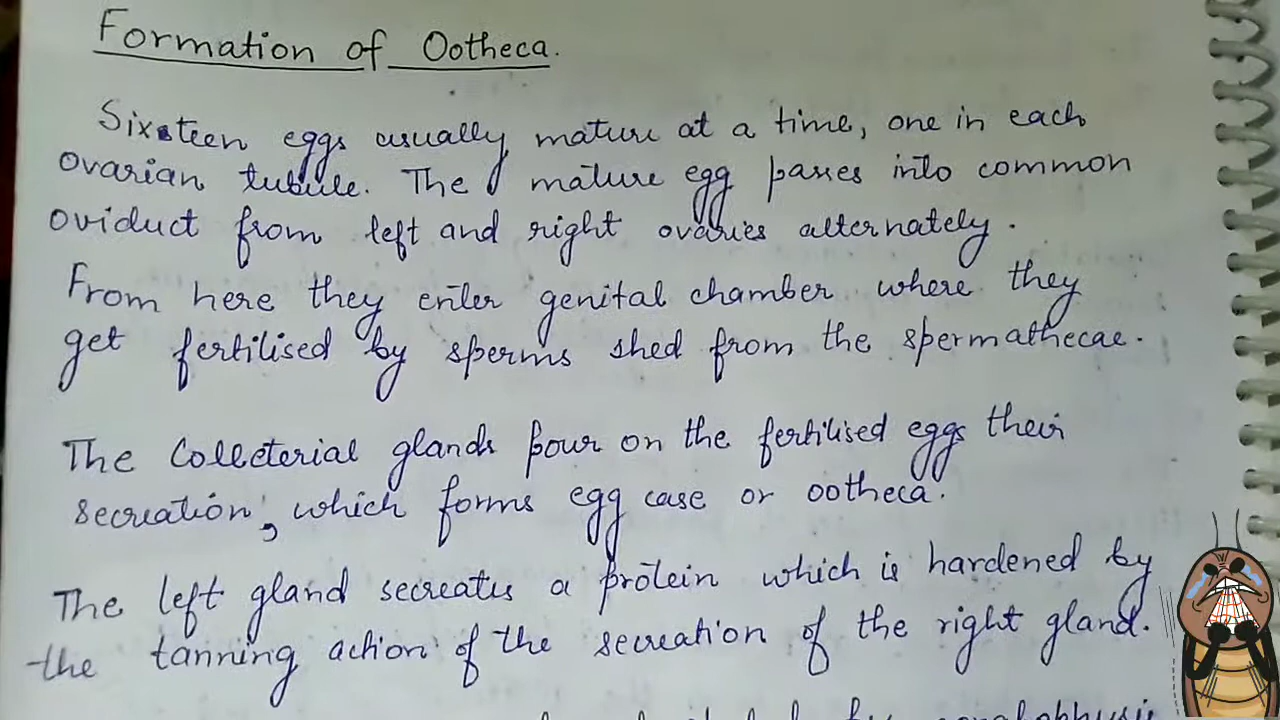 Formation of Ootheca.
Sixteen eggs usually mature at a time, one in each
ovarian tubule. The mature egg passes into common
oviduct from left and right ovaries alternately.
From here they enter genital chamber where they
get fertilised by sperms shed from the spermathecae.
The Colleterial glands pour on the fertilised eggs their
secreation, which forms egg case or ootheca.
The left gland secreates a protein which is hardened by
the tanning action of the secreation of the right gland.
by